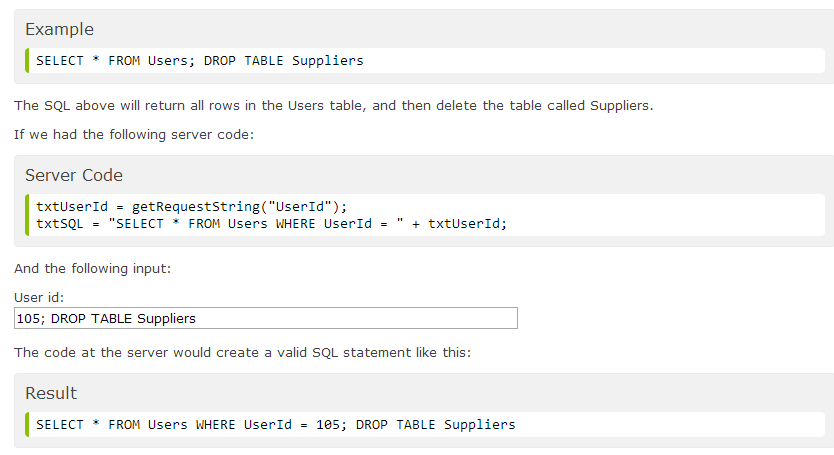 Example
SELECT * FROM Users; DROP TABLE Suppliers
The SQL above will return all rows in the Users table, and then delete the table called Suppliers.
If we had the following server code:
Server Code
txtUserId = getRequestString("UserId");
txtSQL = "SELECT * FROM Users WHERE UserId = " + txtUserId;
And the following input:
User id:
105; DROP TABLE Suppliers
The code at the server would create a valid SQL statement like this:
Result
SELECT * FROM Users WHERE UserId = 105; DROP TABLE Suppliers